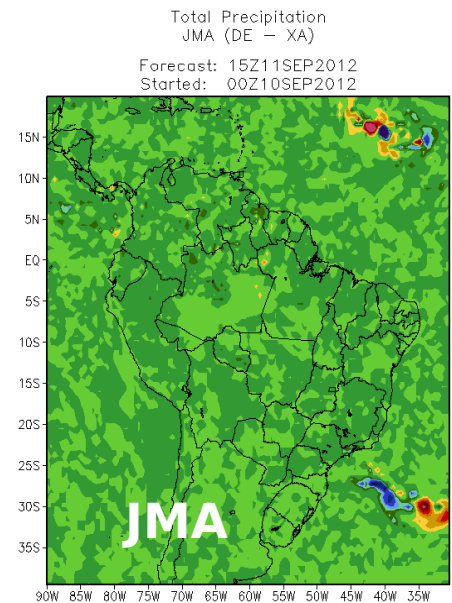 Total Precipitation
JMA (DE – XA)
Forecast: 15Z11SEP2012
Started: 00Z10SEP2012
15N
10N
5N
EQ
5S
10S
15S
20S
25S
30S
35S
JMA
90W 85W 80W 75W 70W 65W 60W 55W 50W 45W 40W 35W